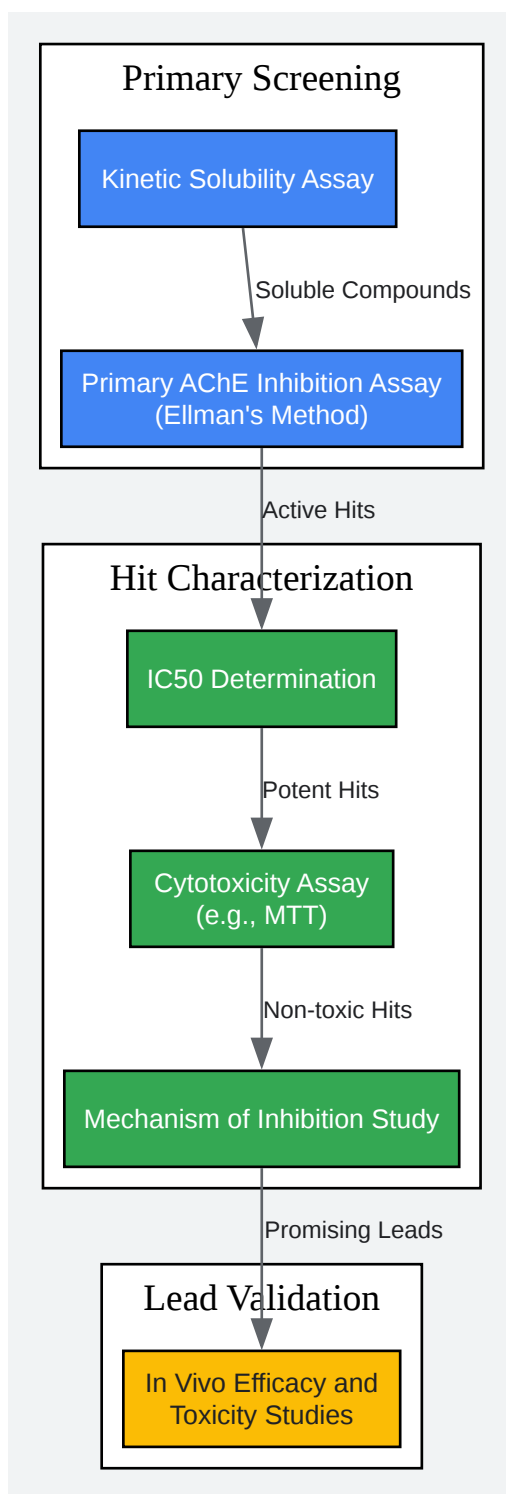 Primary Screening
Kinetic Solubility Assay
Soluble Compounds
Primary AChE Inhibition Assay
(Ellman's Method)
Active Hits
Hit Characterization
IC50 Determination
Potent Hits
Cytotoxicity Assay
(e.g., MTT)
Non-toxic Hits
Mechanism of Inhibition Study
Promising Leads
Lead Validation
In Vivo Efficacy and
Toxicity Studies